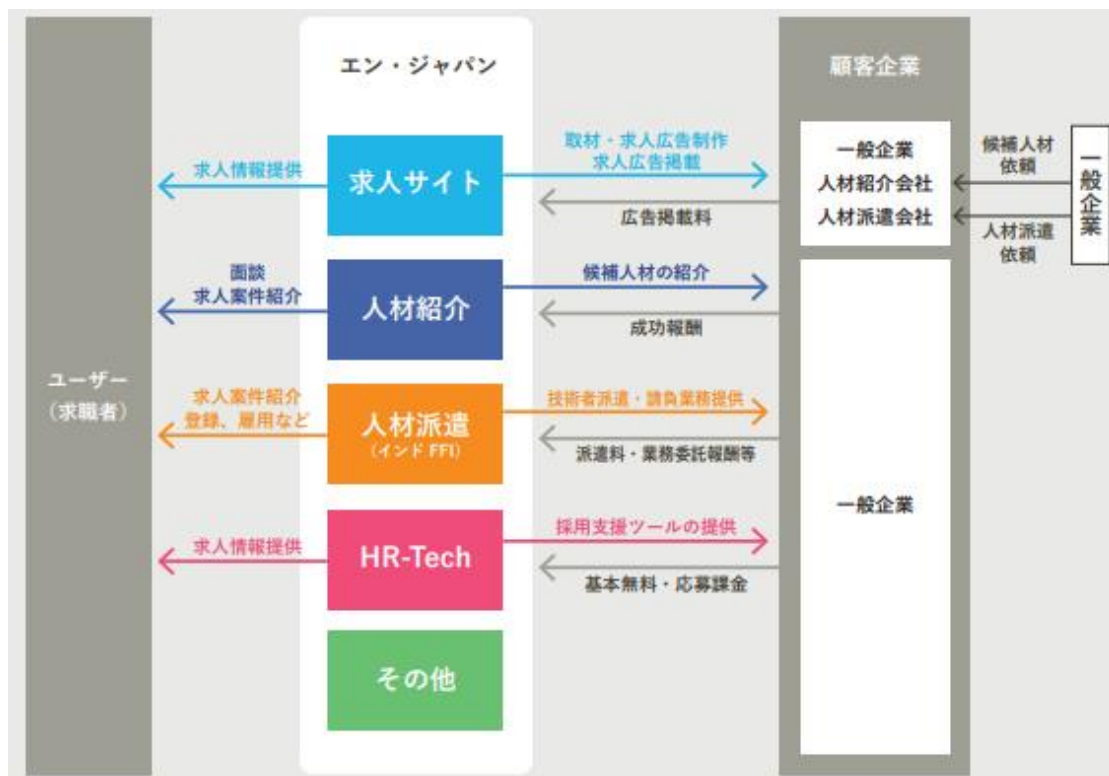 エン・ジャパン
顧客企業
ユーザー
（求職者）
求人情報提供
求人サイト
取材・求人広告制作
求人広告掲載
広告掲載料
一般企業
人材紹介会社
人材派遣会社
候補人材
依頼
人材派遣
依頼
一般企業
面談
求人案件紹介
人材紹介
候補人材の紹介
成功報酬
求人案件紹介
登録、雇用など
人材派遣
（インド FFI）
技術者派遣・請負業務提供
派遣料・業務委託報酬等
一般企業
求人情報提供
HR-Tech
採用支援ツールの提供
基本無料・応募課金
その他